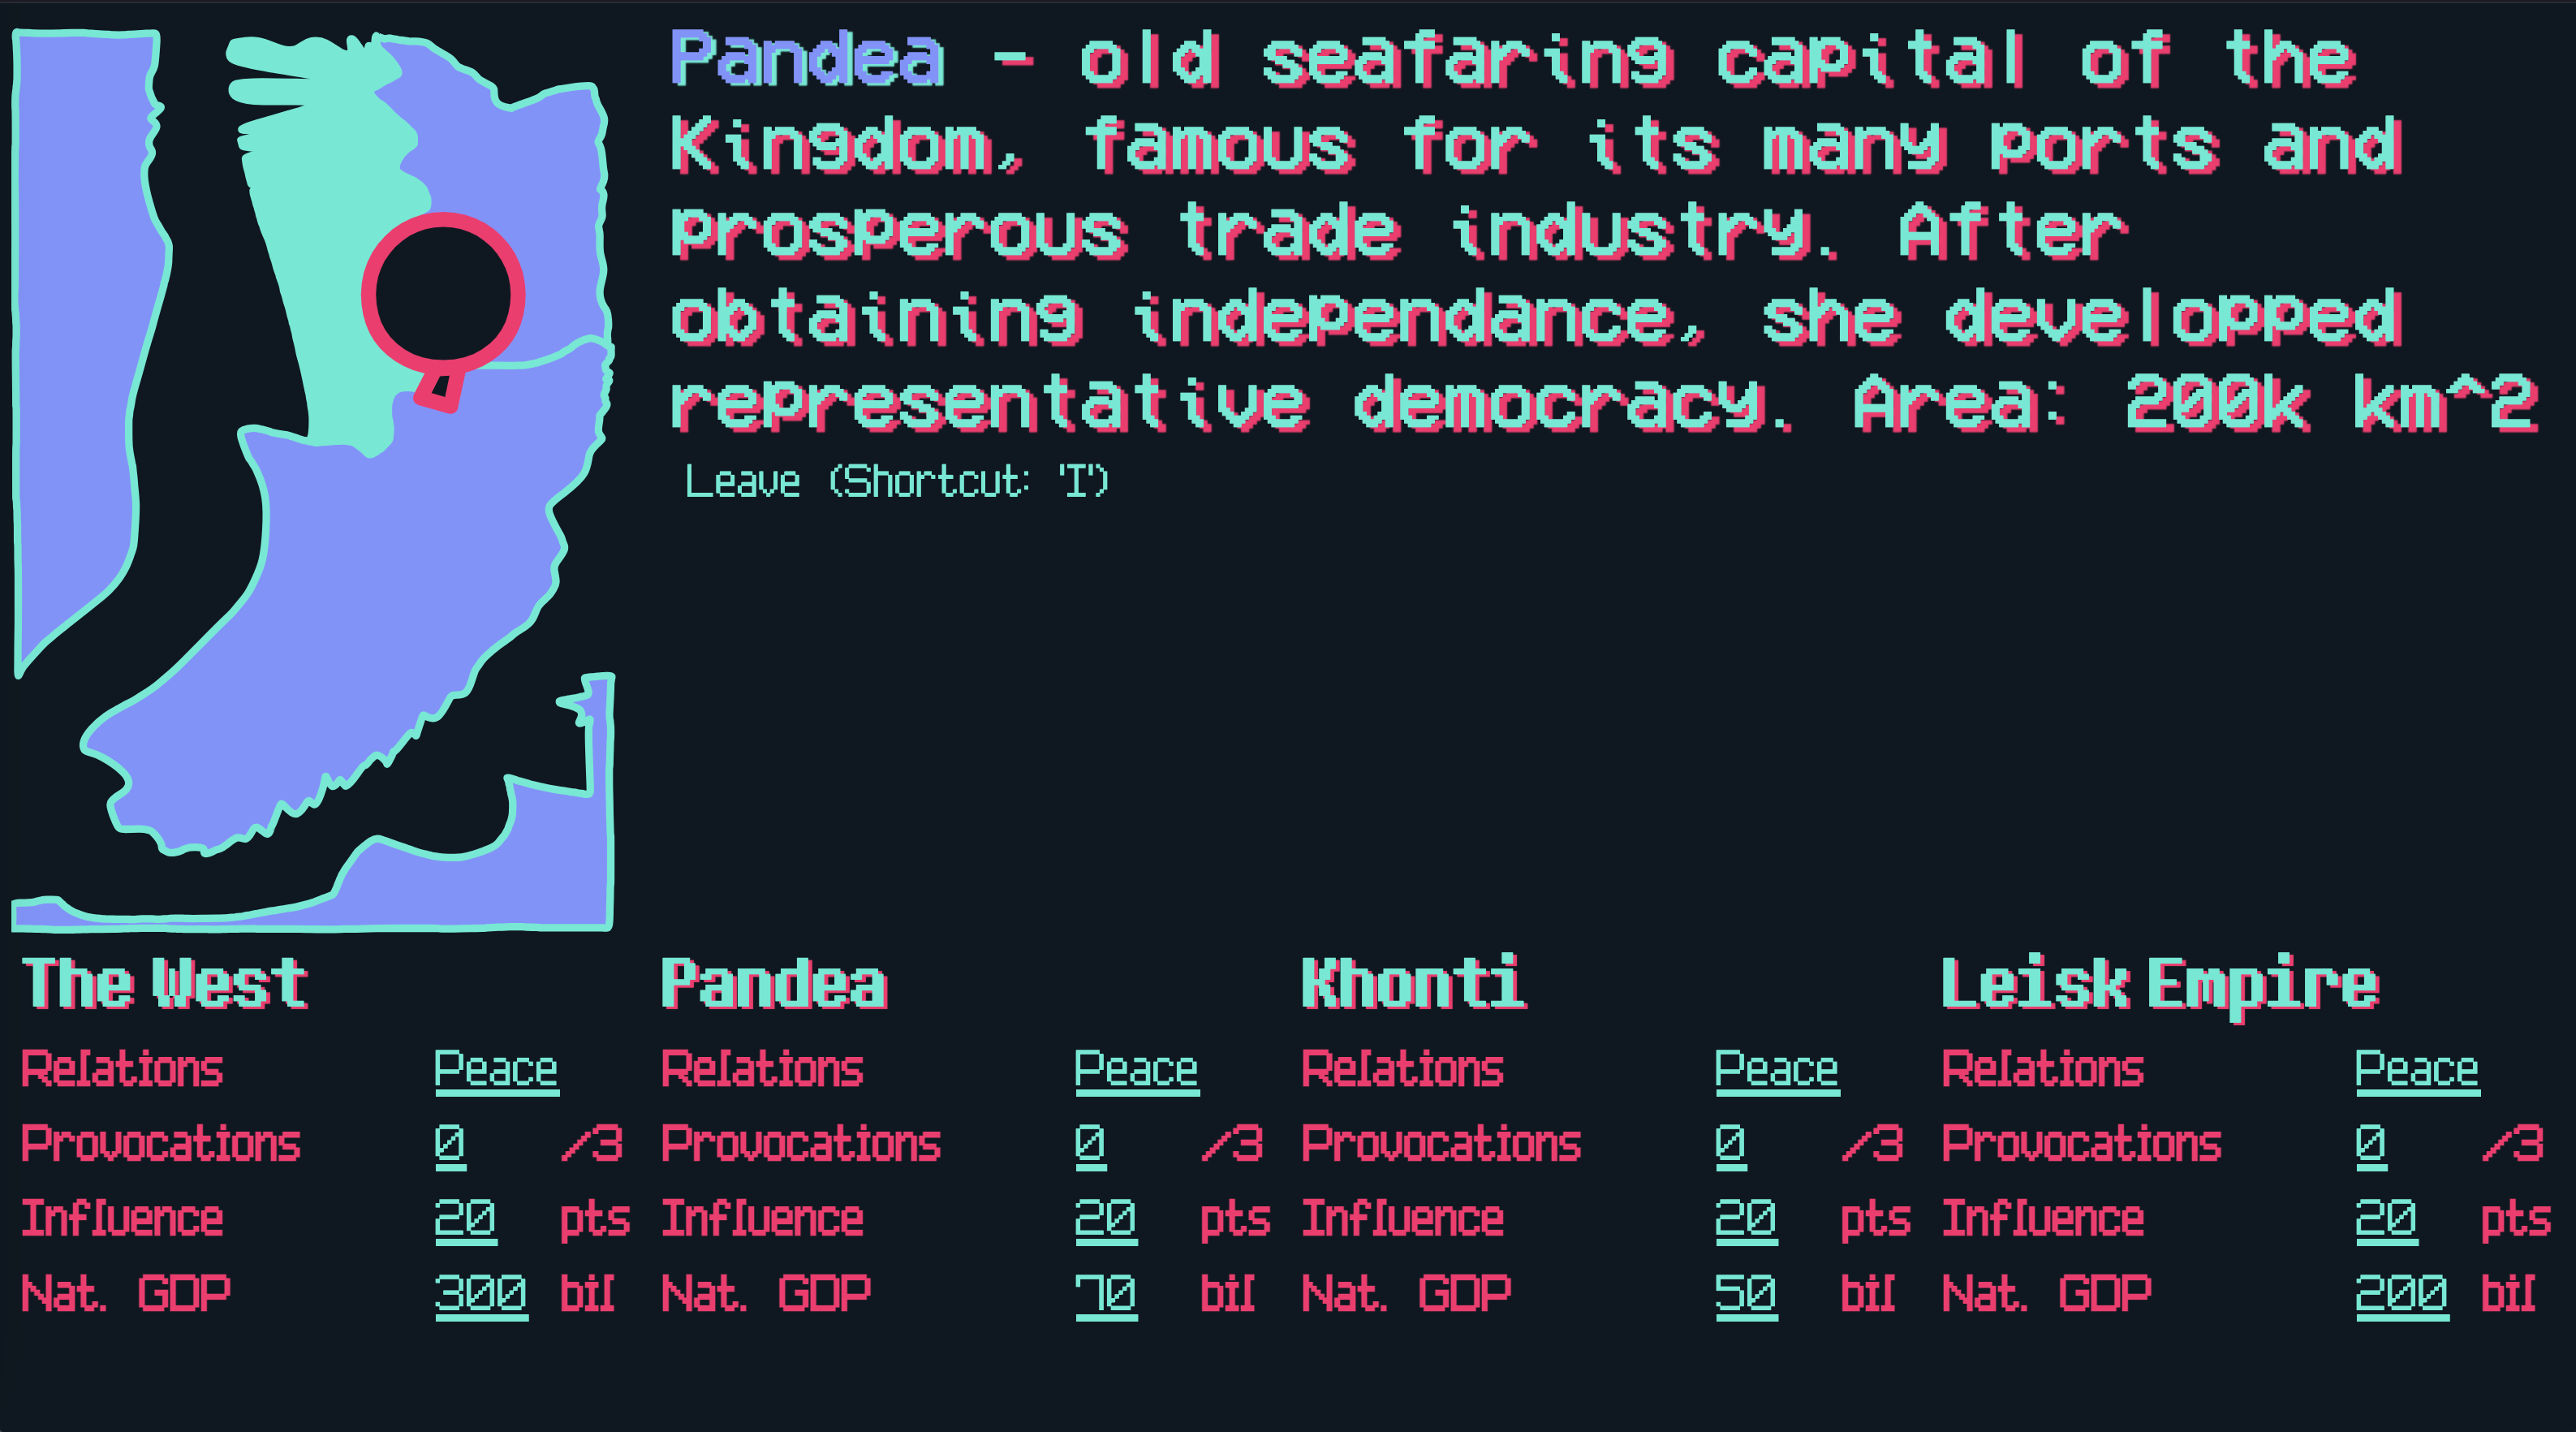 Pandea - old seafaring capital of the
Kingdom, famous for its many ports and
prosperous trade industry. After
obtaining independance, she developped
representative democracy. Area: 200k km^2
Leave (Shortcut: 'I')
The West Pandea Khonti Leisk Empire
Relations Peace Relations Peace Relations Peace Relations Peace
Provocations 0 /3 Provocations 0 /3 Provocations 0 /3 Provocations 0 /3
Influence 20 pts Influence 20 pts Influence 20 pts Influence 20 pts
Nat. GDP 300 bil Nat. GDP 70 bil Nat. GDP 50 bil Nat. GDP 200 bil